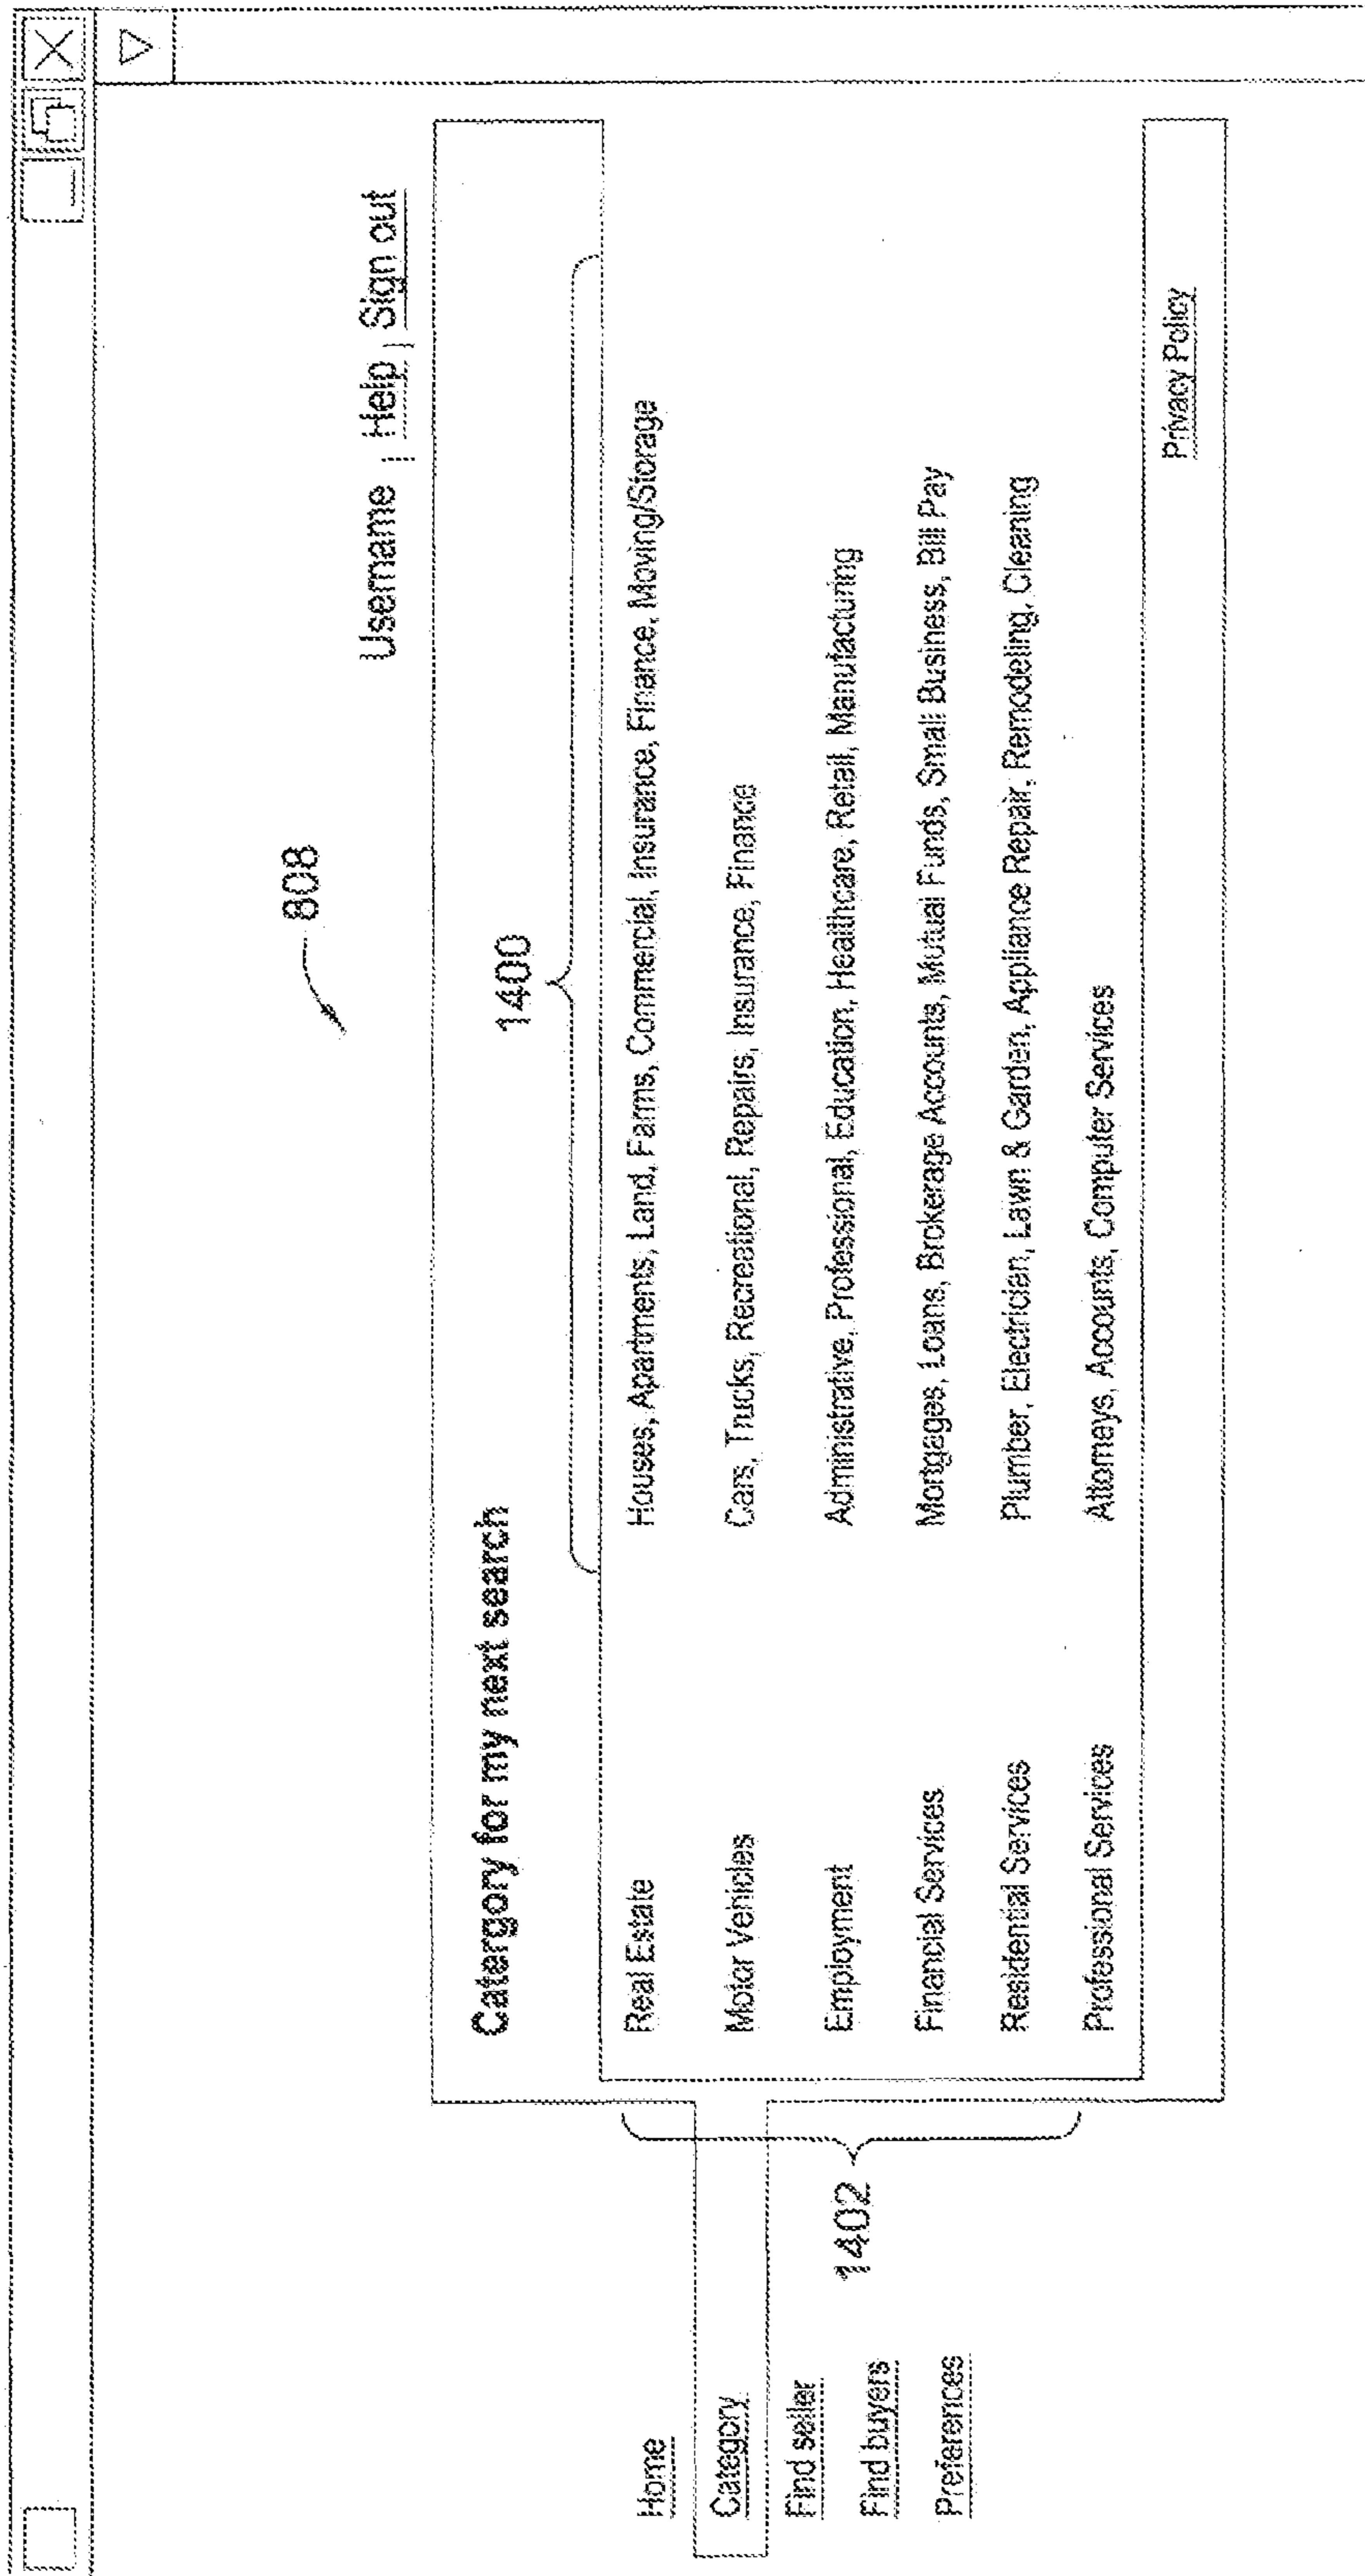 808
Username | Help | Sign out
Catergory for my next search
1400
Real Estate Houses, Apartments, Land, Farms, Commercial, Insurance, Finance, Moving/Storage
Home
Motor Vehicles Cars, Trucks, Recreational, Repairs, Insurance, Finance
Category
Employment Administrative, Professional, Education, Healthcare, Retail, Manufacturing
Find seller
1402
Financial Services Mortgages, Loans, Brokerage Accounts, Mutual Funds, Small Business, Bill Pay
Find buyers
Residential Services Plumber, Electrician, Lawn & Garden, Appliance Repair, Remodeling, Cleaning
Preferences
Professional Services Attorneys, Accounts, Computer Services
Privacy Policy